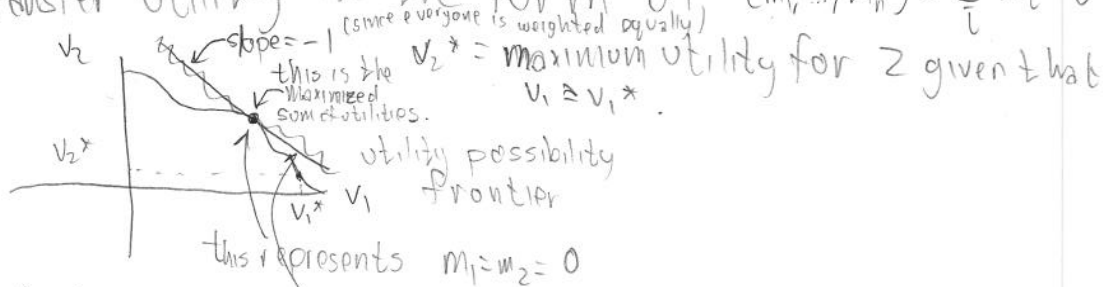 (since everyone is weighted equally)
V₂
slope = -1
V₂* = maximum utility for 2 given that
V₁ ≥ V₁*.
this is the
maximized
sum of utilities.
V₂*
utility possibility
frontier
V₁*
V₁
this represents m₁ = m₂ = 0